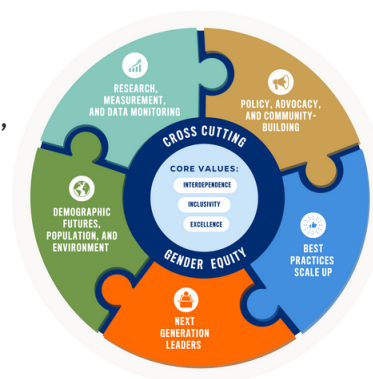 ,
RESEARCH,
MEASUREMENT,
AND DATA MONITORING
POLICY, ADVOCACY,
AND COMMUNITY-
BUILDING
CROSS CUTTING
CORE VALUES:
INTERDEPENDENCE
INCLUSIVITY
EXCELLENCE
GENDER EQUITY
DEMOGRAPHIC
FUTURES,
POPULATION, AND
ENVIRONMENT
BEST
PRACTICES
SCALE UP
NEXT
GENERATION
LEADERS